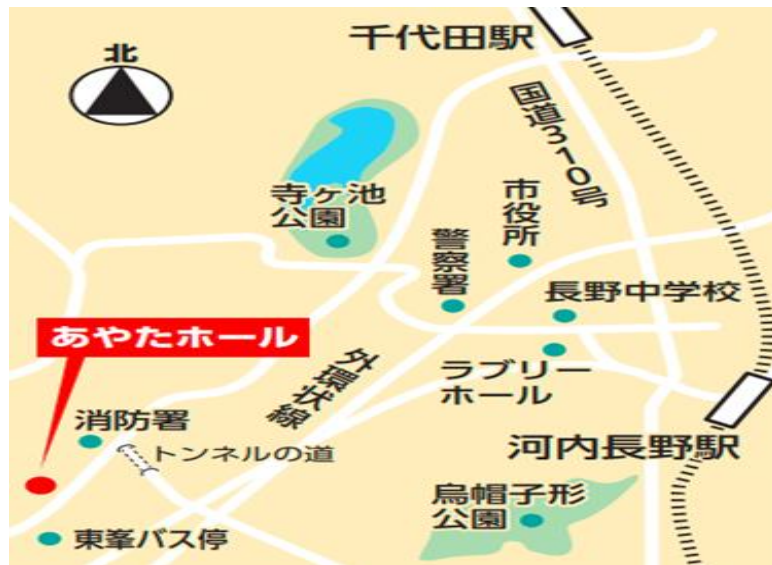 千代田駅
北
国道310号
寺ヶ池
公園
市役所
警察署
長野中学校
あやたホール
外環状線
ラブリー
ホール
消防署
トンネルの道
河内長野駅
烏帽子形
公園
東峯バス停